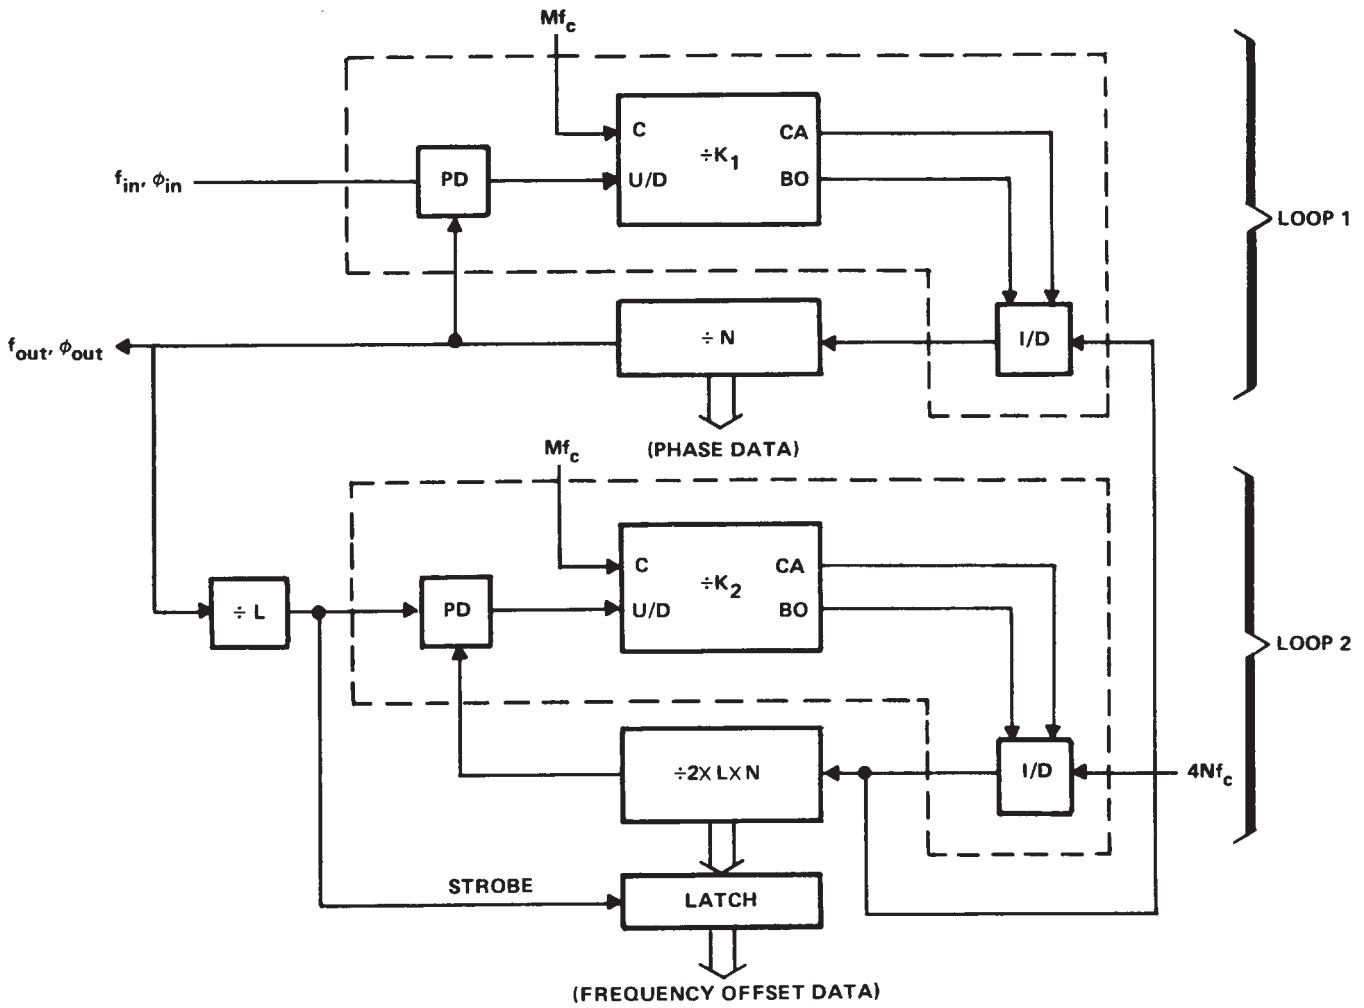 Mfc
C
CA
÷K1
U/D
BO
PD
fin, ϕin
LOOP 1
÷ N
I/D
fout, ϕout
(PHASE DATA)
Mfc
C
CA
÷K2
U/D
BO
PD
÷ L
LOOP 2
÷2X L X N
I/D
4Nfc
STROBE
LATCH
(FREQUENCY OFFSET DATA)